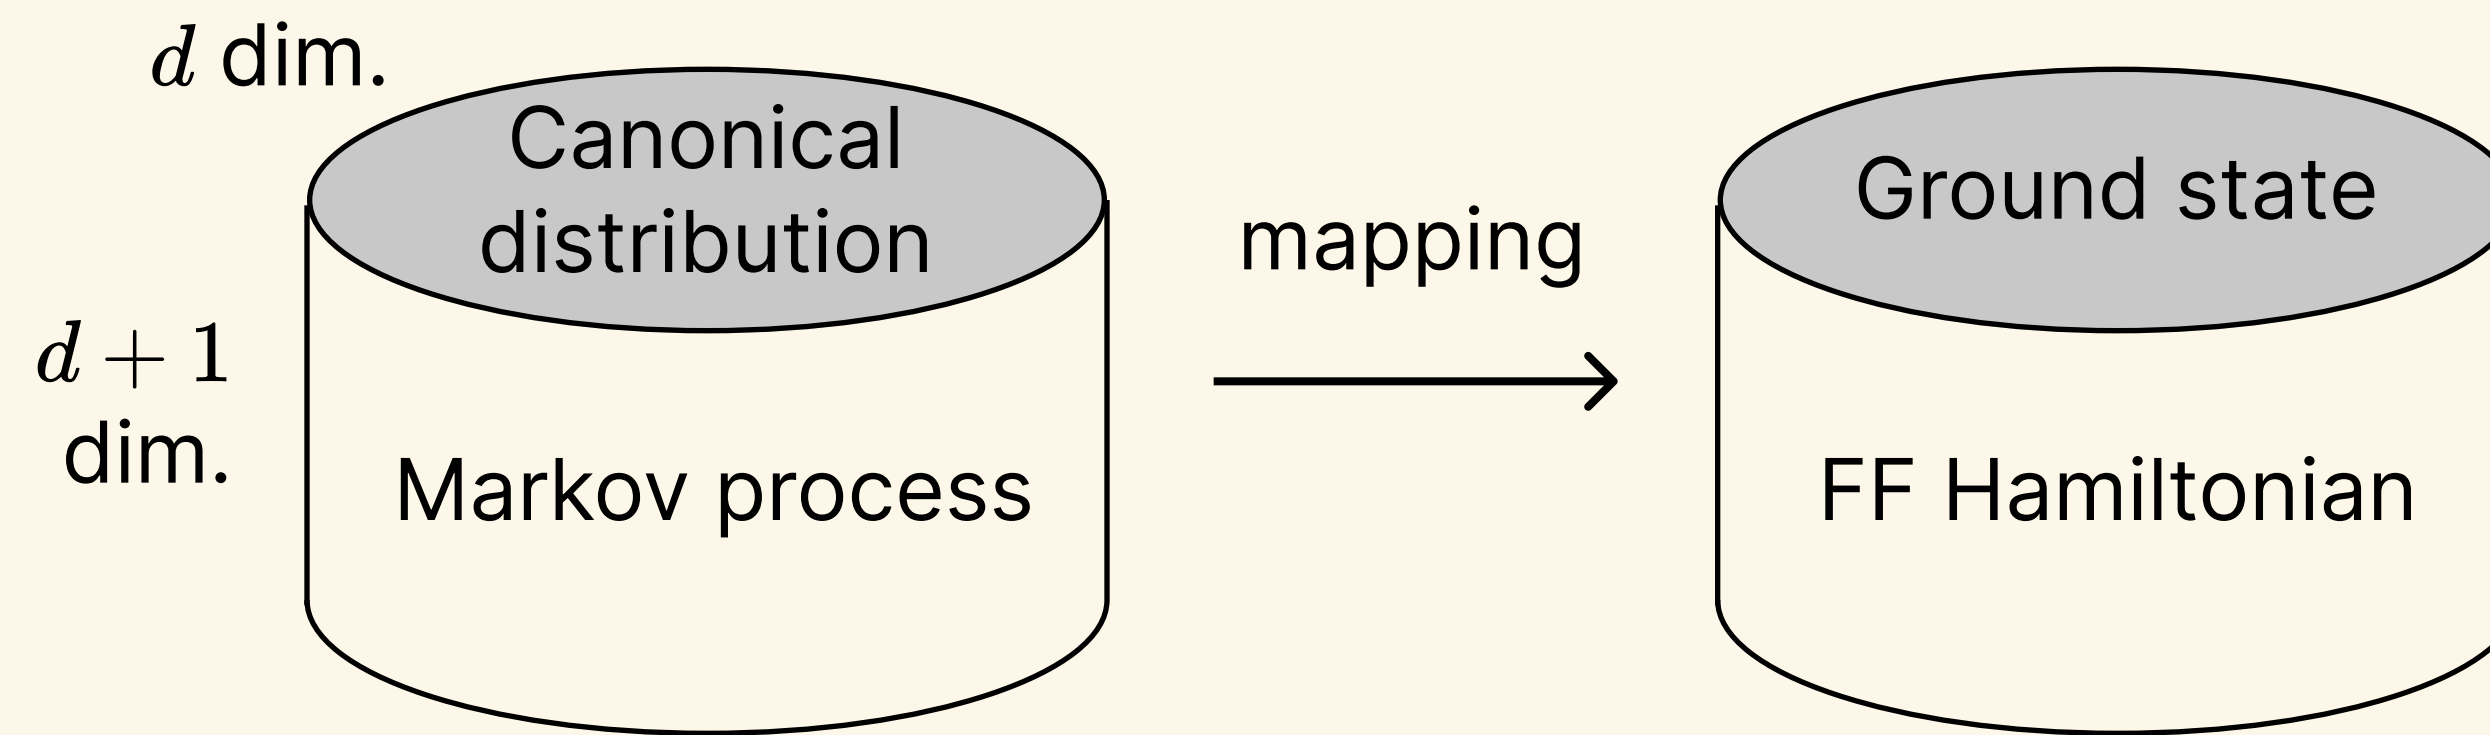 d dim.
Canonical
distribution
d + 1
dim.
Markov process
mapping
Ground state
FF Hamiltonian